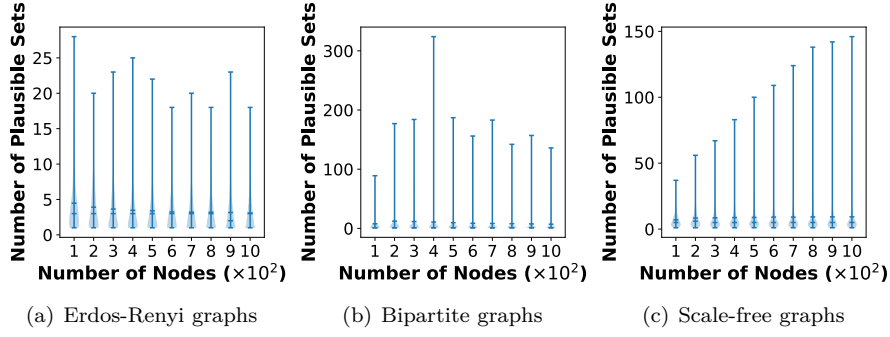 Number of Plausible Sets
25
20
15
10
5
0
1 2 3 4 5 6 7 8 9 10
Number of Nodes (×10²)
(a) Erdos-Renyi graphs
Number of Plausible Sets
300
200
100
0
1 2 3 4 5 6 7 8 9 10
Number of Nodes (×10²)
(b) Bipartite graphs
Number of Plausible Sets
150
100
50
0
1 2 3 4 5 6 7 8 9 10
Number of Nodes (×10²)
(c) Scale-free graphs